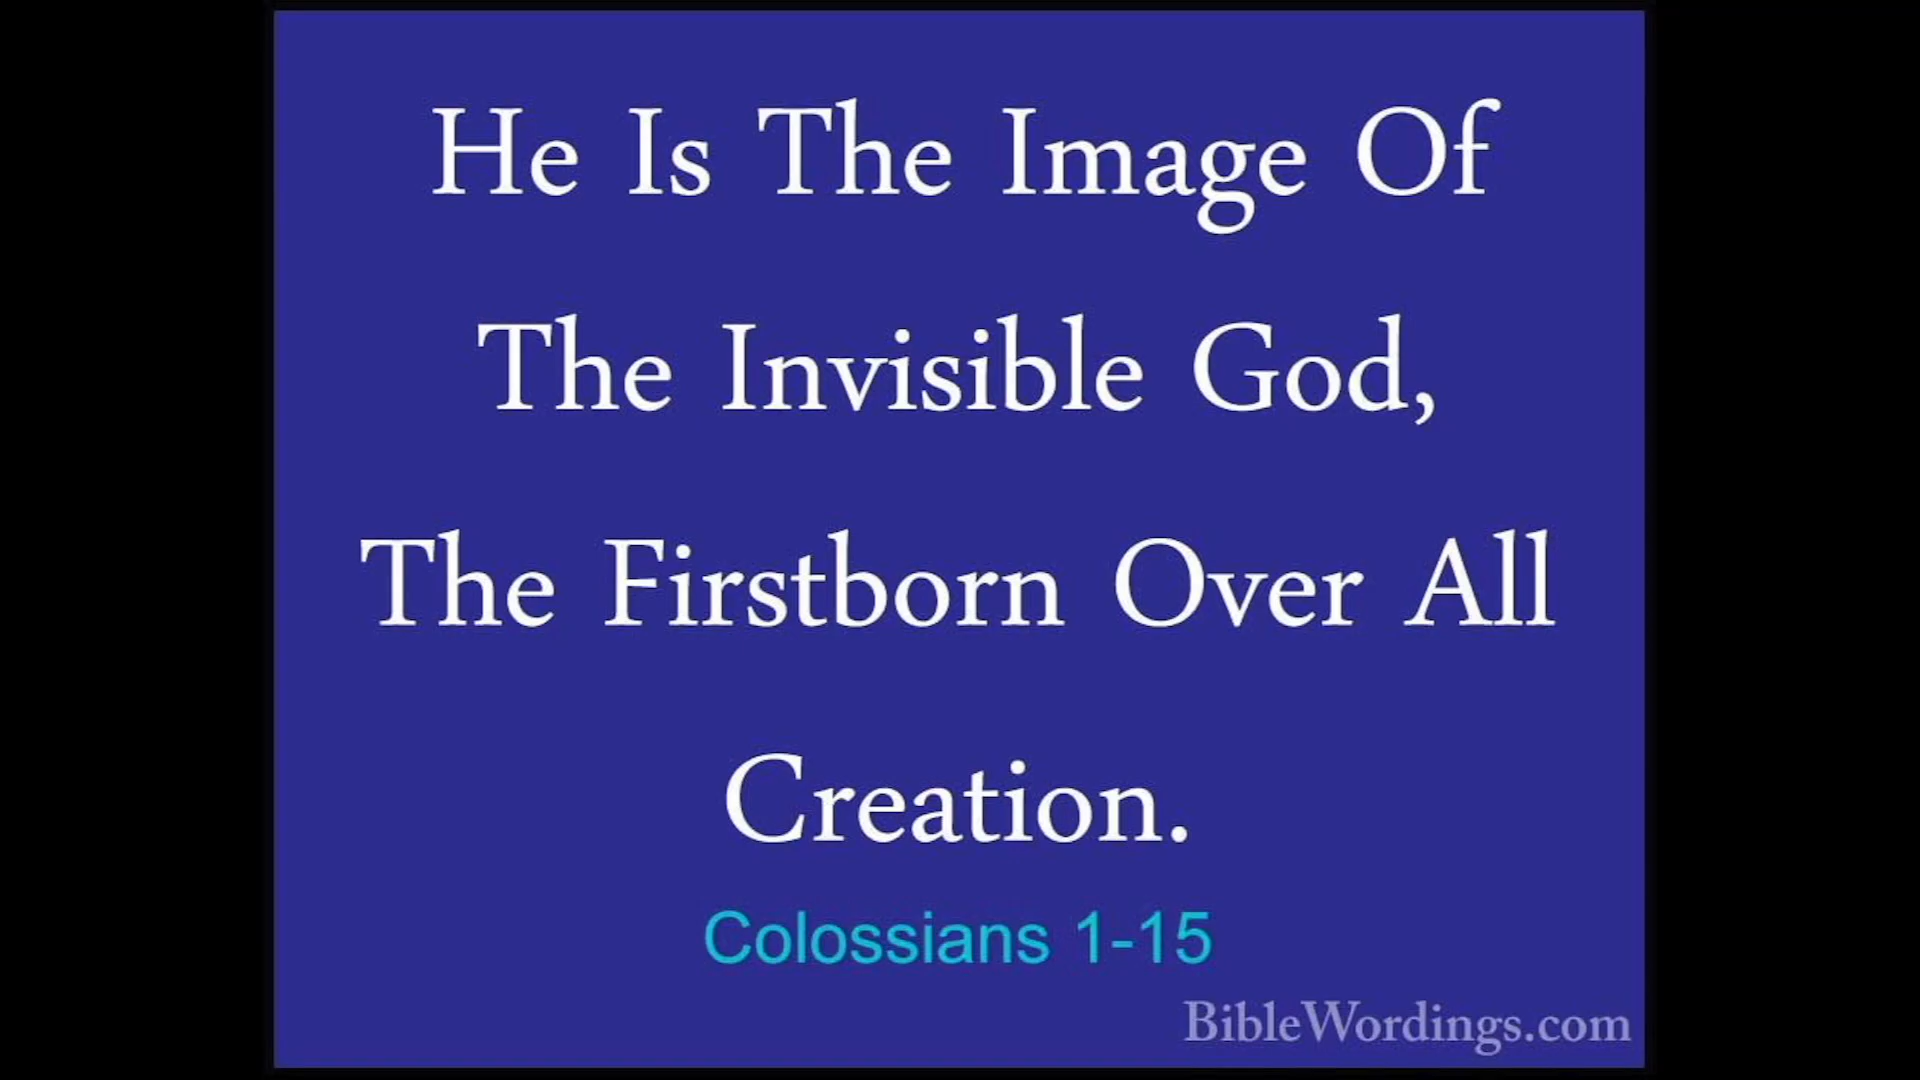 He Is The Image Of
The Invisible God,
The Firstborn Over All
Creation.
Colossians 1-15
BibleWordings.com